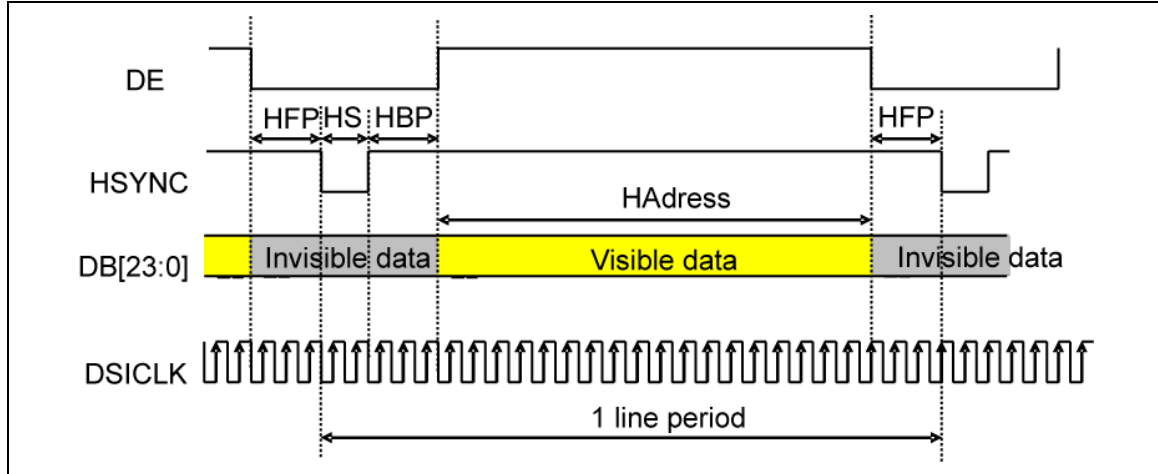 DE
HFP HS HBP HFP
HSYNC
HAdress
DB[23:0] Invisible data Visible data Invisible data
DSICLK
1 line period